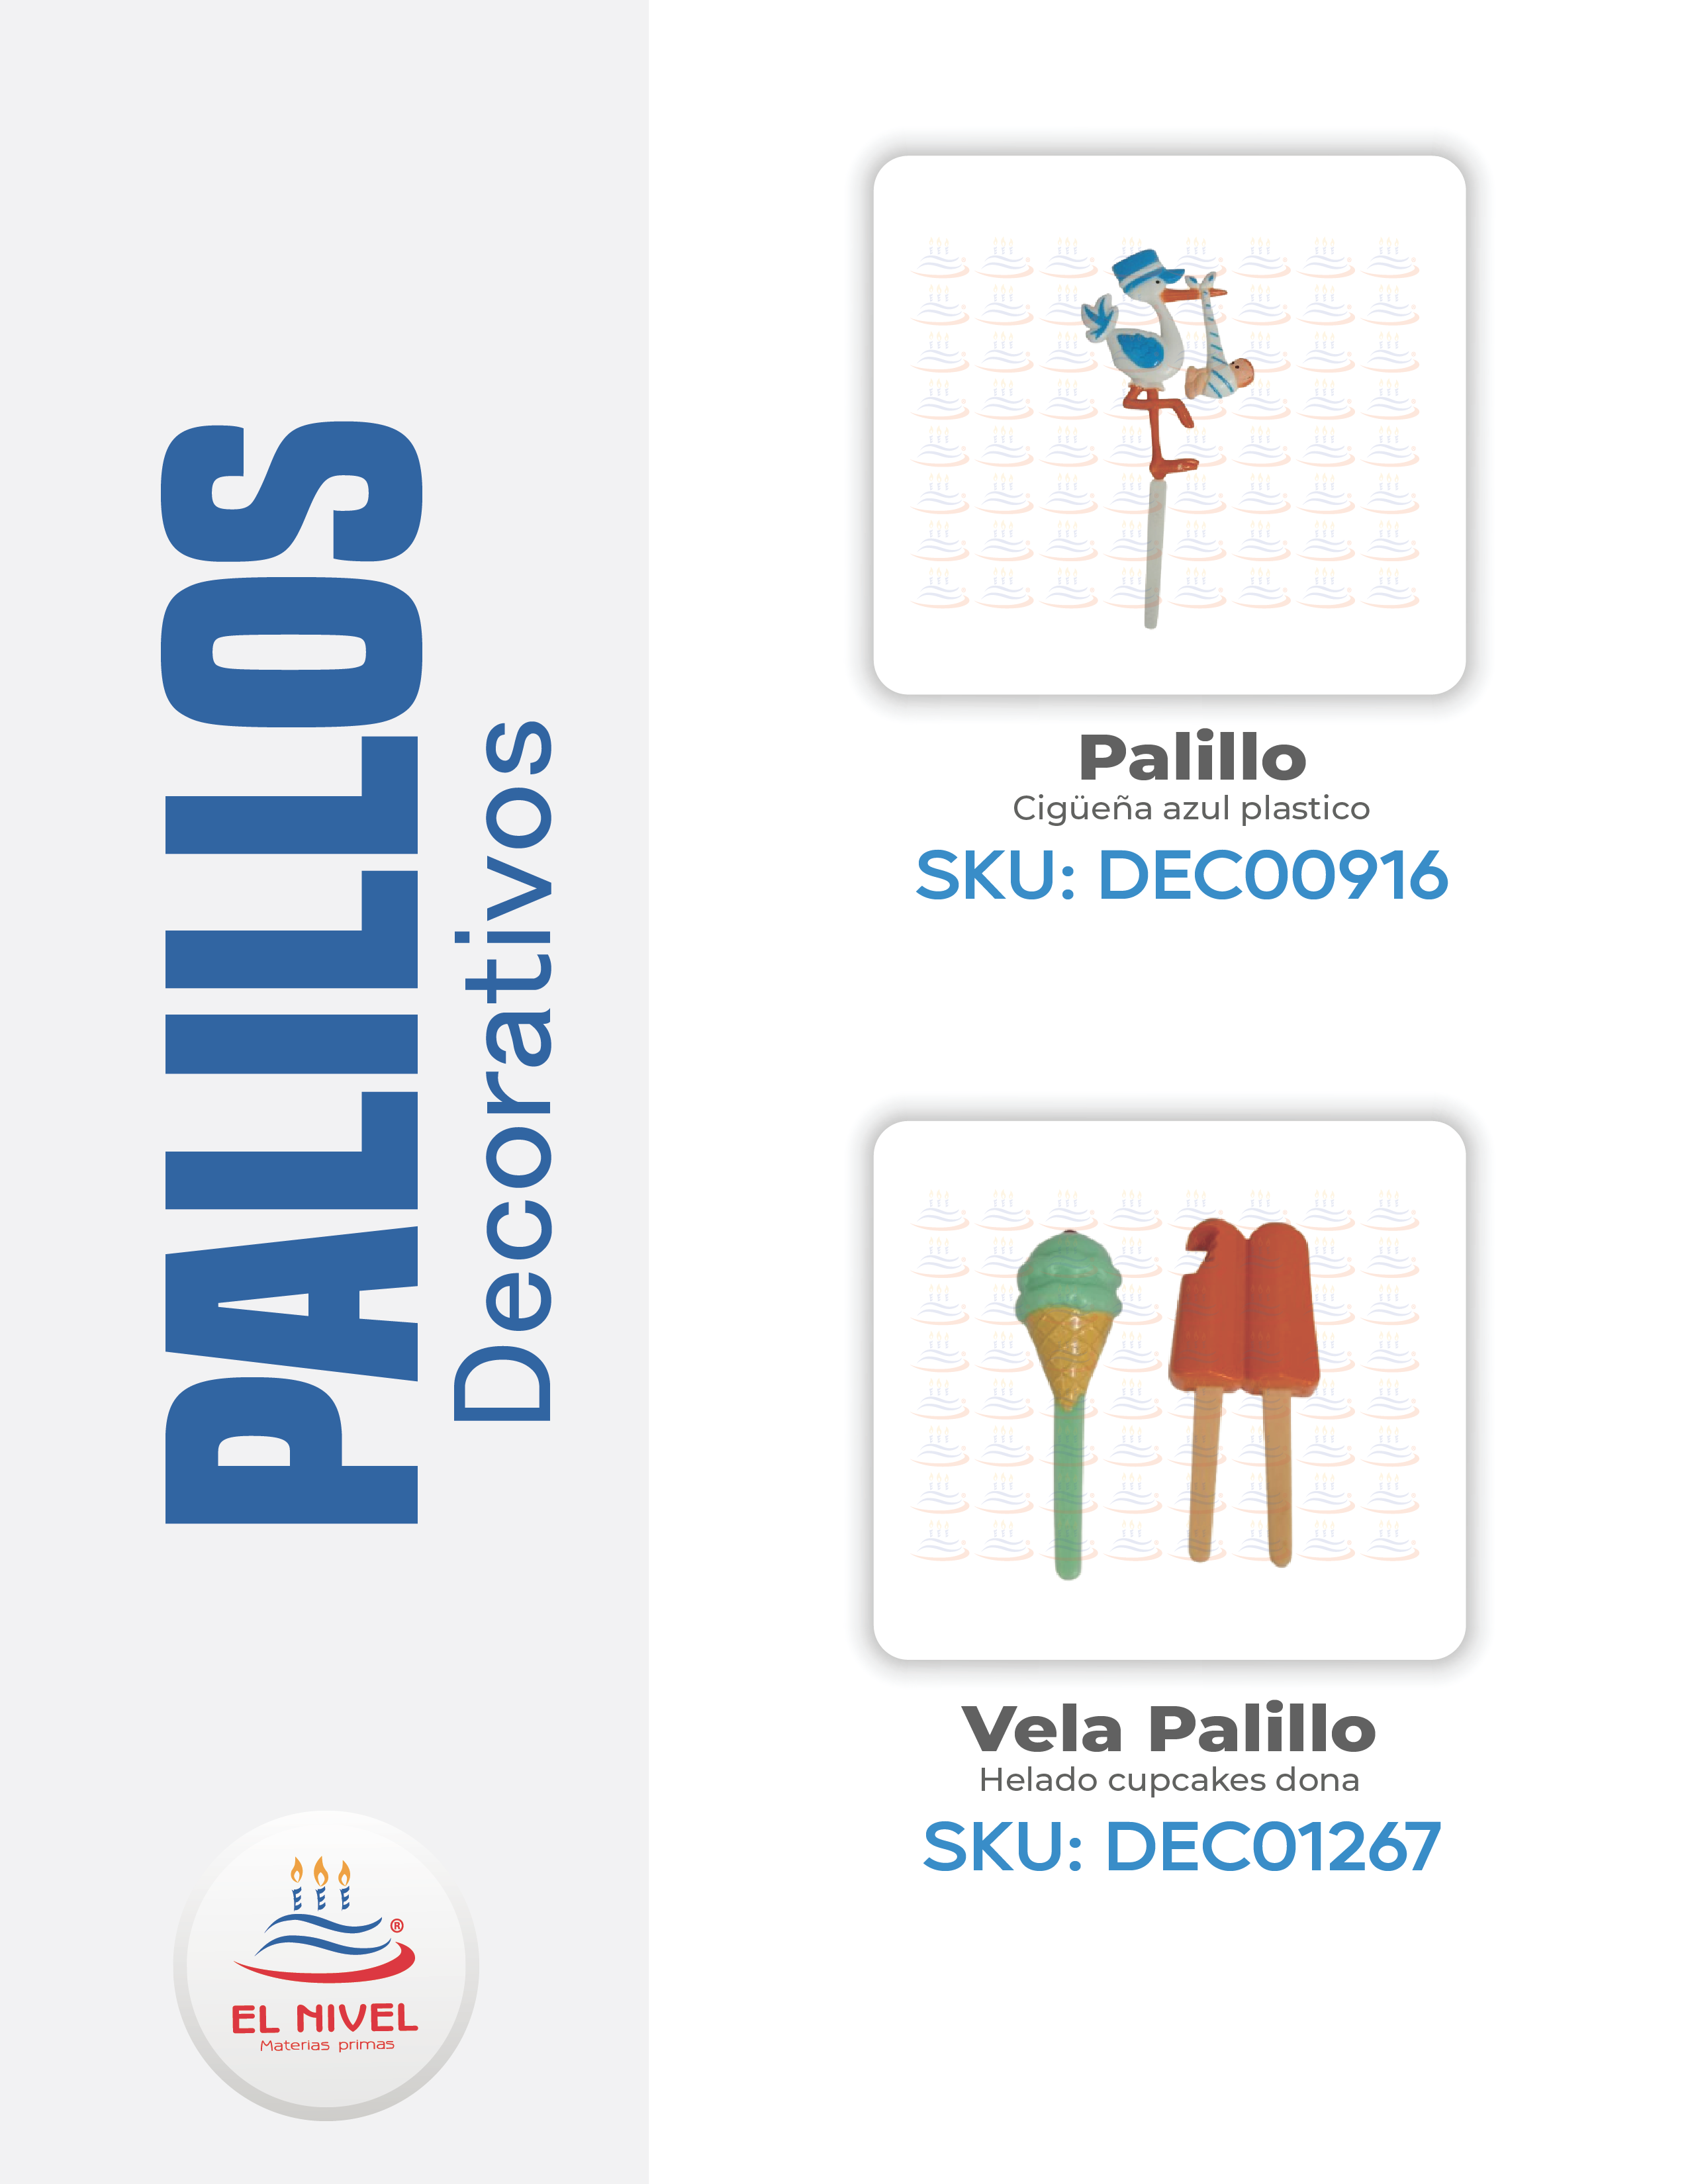 PALILLOS
Decorativos
Palillo
Cigüeña azul plastico
SKU: DEC00916
Vela Palillo
Helado cupcakes dona
SKU: DEC01267
®
EL NIVEL
Materias primas